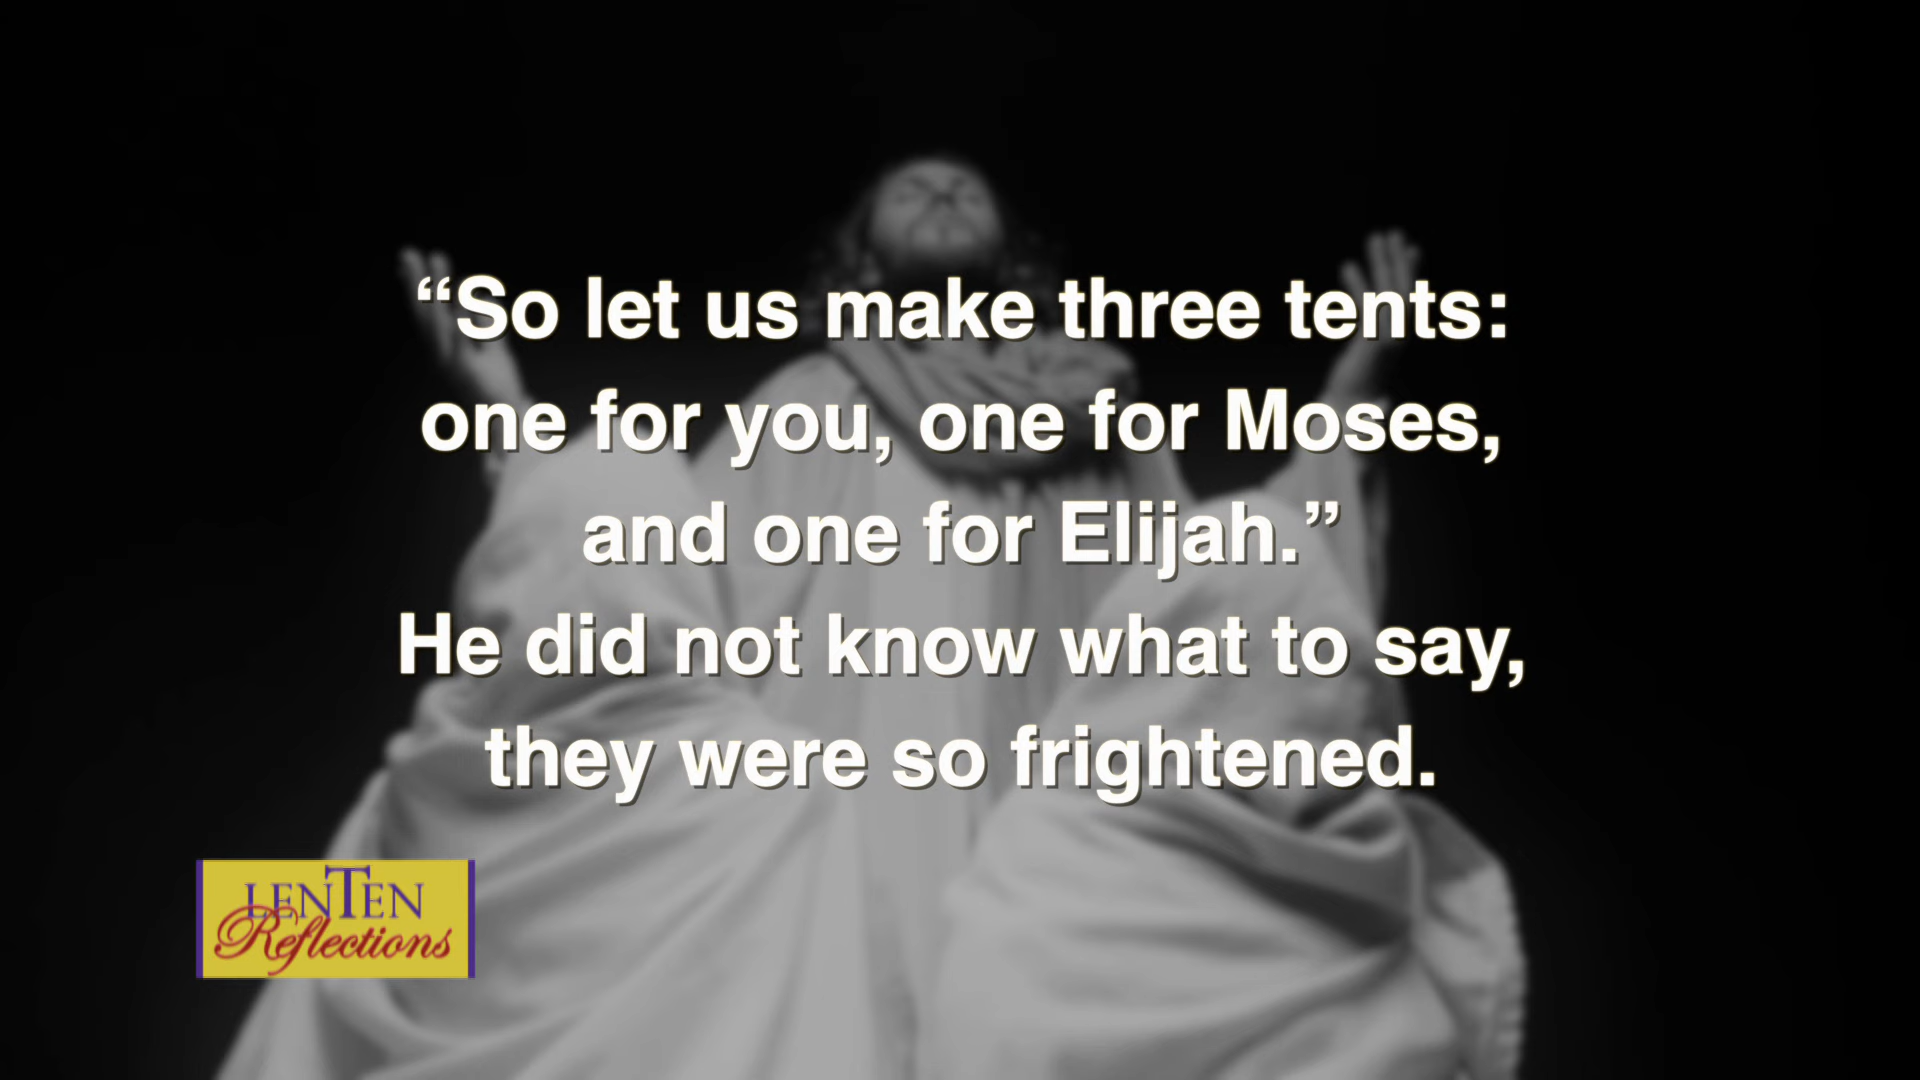 “So let us make three tents:
one for you, one for Moses,
and one for Elijah.”
He did not know what to say,
they were so frightened.
LENTEN
Reflections